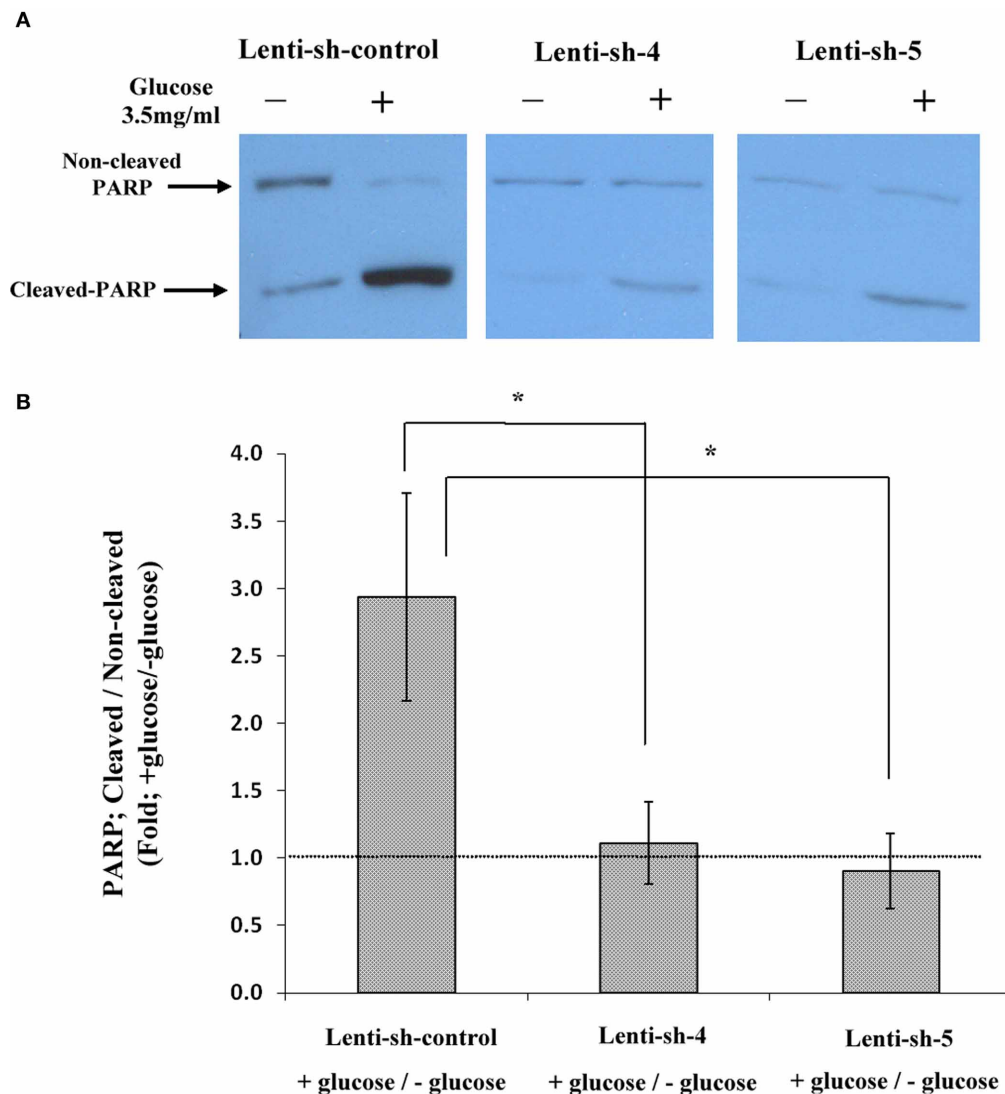 A
Lenti-sh-control
Lenti-sh-4
Lenti-sh-5
Glucose
3.5mg/ml
— +
— +
— +
Non-cleaved
PARP
Cleaved-PARP
B
*
*
4.0
3.5
3.0
2.5
2.0
1.5
1.0
0.5
0.0
PARP; Cleaved / Non-cleaved
(Fold; +glucose/-glucose)
Lenti-sh-control
+ glucose / - glucose
Lenti-sh-4
+ glucose / - glucose
Lenti-sh-5
+ glucose / - glucose